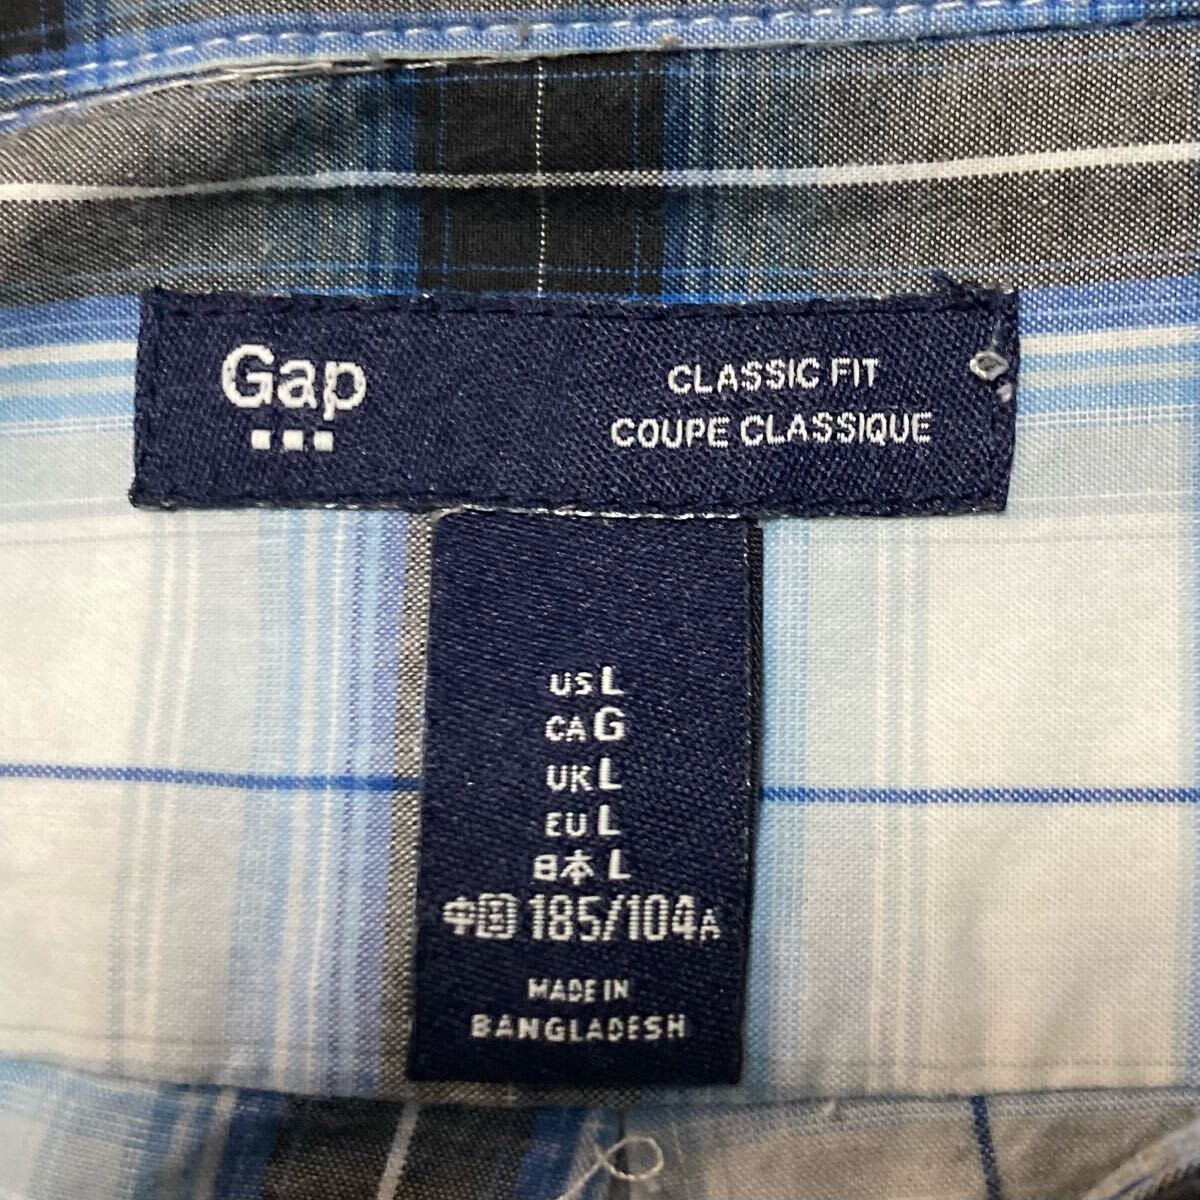 Gap
CLASSIC FIT
COUPE CLASSIQUE
US L
CA G
UK L
EU L
日本 L
中国 185/104A
MADE IN
BANGLADESH